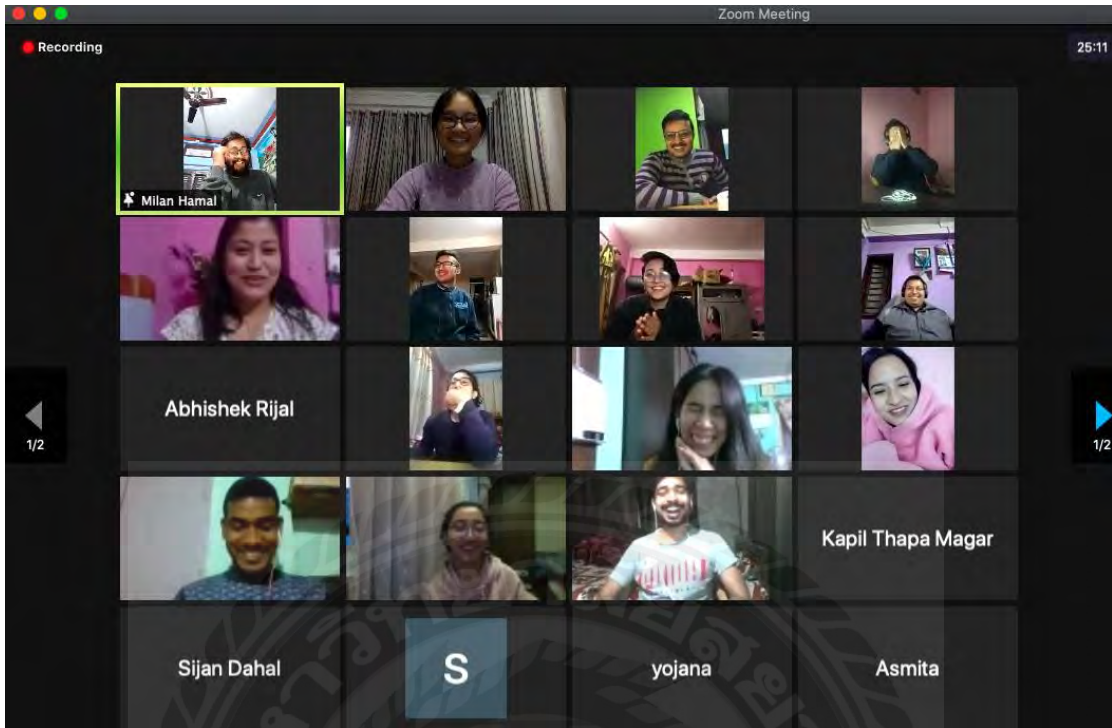 Zoom Meeting
Recording
25:11
Milan Hamal
Abhishek Rijal
1/2
1/2
Kapil Thapa Magar
Sijan Dahal
S
yojana
Asmita